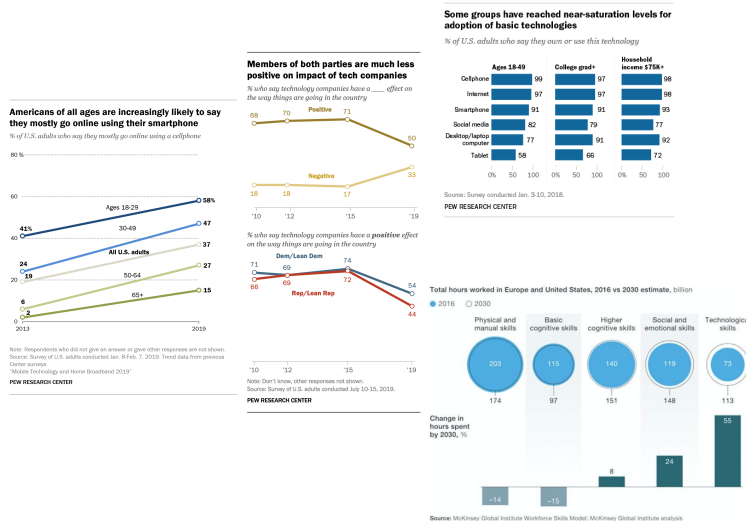 Americans of all ages are increasingly likely to say
they mostly go online using their smartphone
% of U.S. adults who say they mostly go online using a cellphone
80 %
60
40
20
0
41%
24
19
6
2
Ages 18-29
30-49
All U.S. adults
50-64
65+
58%
47
37
27
15
2013
2019
Note: Respondents who did not give an answer or gave other responses are not shown.
Source: Survey of U.S. adults conducted Jan. 8-Feb. 7, 2019. Trend data from previous
Center surveys.
"Mobile Technology and Home Broadband 2019"
PEW RESEARCH CENTER
Members of both parties are much less
positive on impact of tech companies
% who say technology companies have a ____ effect on
the way things are going in the country
Positive
68
70
71
50
Negative
18
18
17
33
'10
'12
'15
'19
% who say technology companies have a positive effect
on the way things are going in the country
Dem/Lean Dem
71
69
74
54
66
69
72
44
Rep/Lean Rep
'10
'12
'15
'19
Note: Don't know, other responses not shown.
Source: Survey of U.S. adults conducted July 10-15, 2019.
PEW RESEARCH CENTER
Some groups have reached near-saturation levels for
adoption of basic technologies
% of U.S. adults who say they own or use this technology
Ages 18-49 College grad+ Household
income $75K+
Cellphone 99 97 98
Internet 97 97 98
Smartphone 91 91 93
Social media 82 79 77
Desktop/laptop
computer 77 91 92
Tablet 58 66 72
0% 50 100 0% 50 100 0% 50 100
Source: Survey conducted Jan. 3-10, 2018.
PEW RESEARCH CENTER
Total hours worked in Europe and United States, 2016 vs 2030 estimate, billion
2016 2030
Physical and
manual skills
Basic
cognitive skills
Higher
cognitive skills
Social and
emotional skills
Technologica
skills
203 115 140 119 73
174 97 151 148 113
Change in
hours spent
by 2030, %
-14 -15 8 24 55
Source: McKinsey Global Institute Workforce Skills Model; McKinsey Global Institute analysis